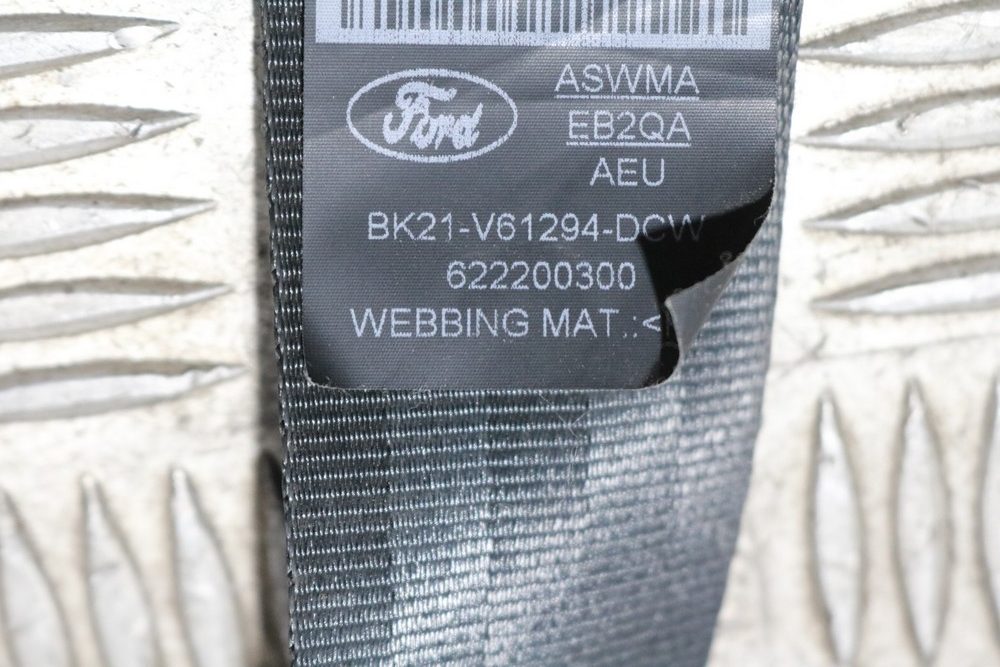 Ford
ASWMA
EB2QA
AEU
BK21-V61294-DCW
622200300
WEBBING MAT.:<